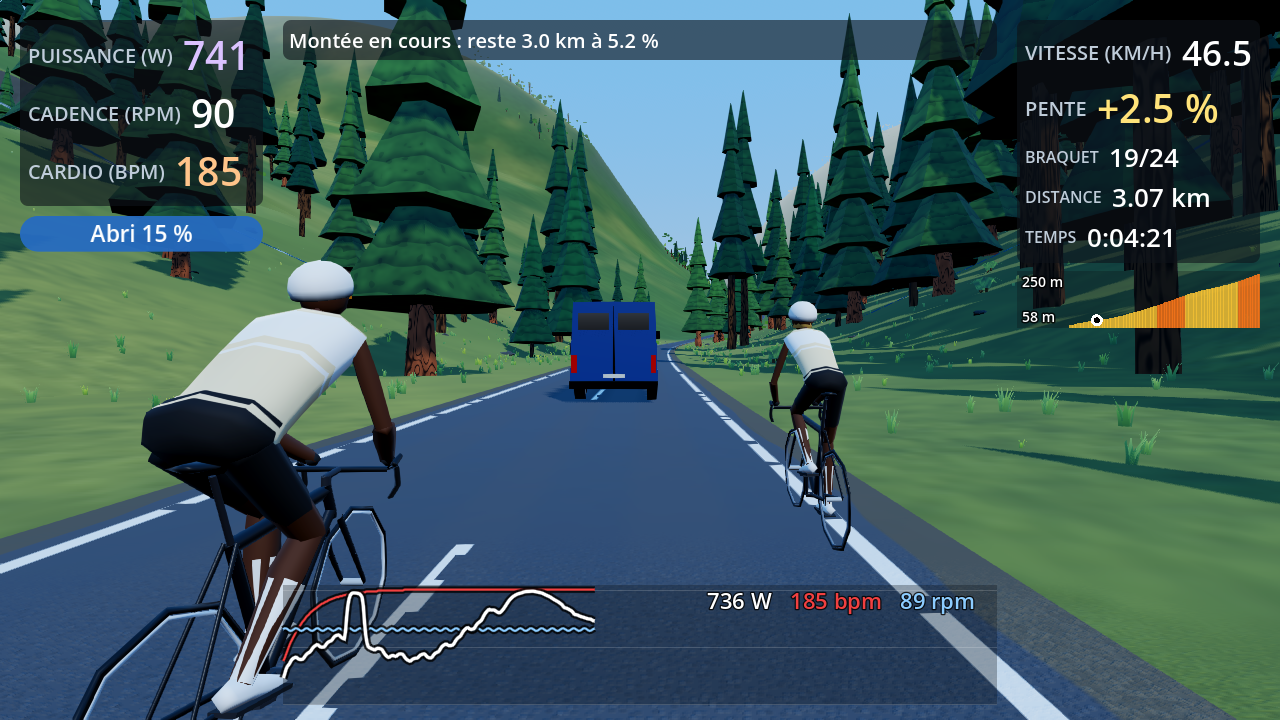 PUISSANCE (W) 741
CADENCE (RPM) 90
CARDIO (BPM) 185
Abri 15 %
Montée en cours : reste 3.0 km à 5.2 %
VITESSE (KM/H) 46.5
PENTE +2.5 %
BRAQUET 19/24
DISTANCE 3.07 km
TEMPS 0:04:21
250 m
58 m
736 W 185 bpm 89 rpm